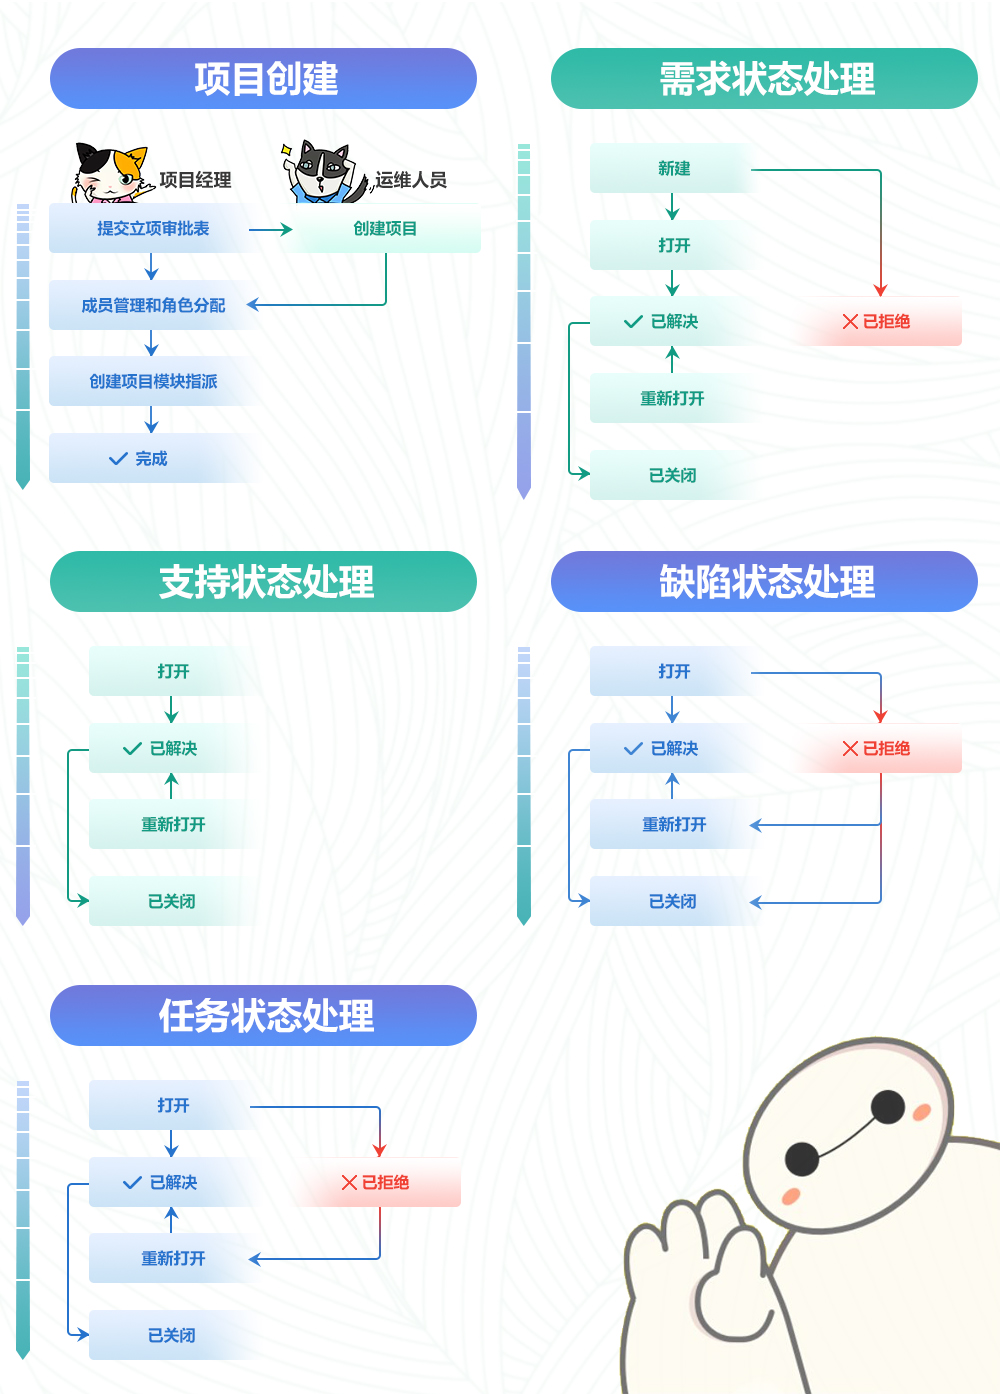 项目创建
项目经理
运维人员
提交立项审批表
创建项目
成员管理和角色分配
创建项目模块指派
完成
需求状态处理
新建
打开
已解决
已拒绝
重新打开
已关闭
支持状态处理
打开
已解决
重新打开
已关闭
缺陷状态处理
打开
已解决
已拒绝
重新打开
已关闭
任务状态处理
打开
已解决
已拒绝
重新打开
已关闭